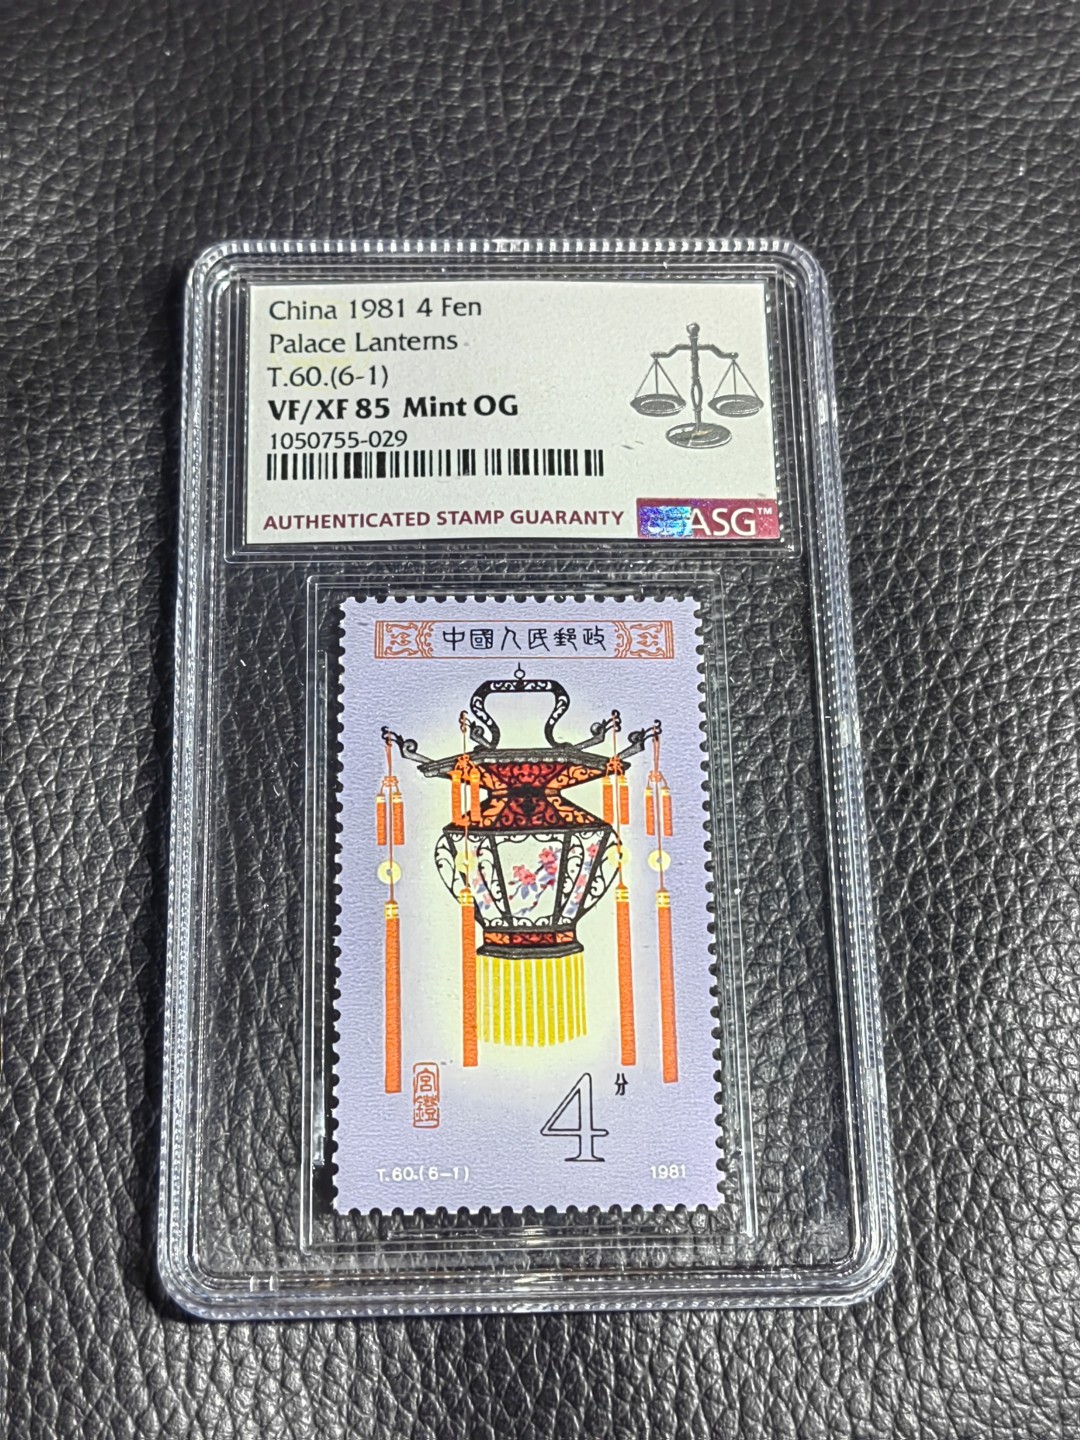 China 1981 4 Fen
Palace Lanterns
T.60.(6-1)
VF/XF 85 Mint OG
1050755-029
AUTHENTICATED STAMP GUARANTY
ASG™
中國人民郵政
4分
宮燈
T.60.(6-1) 1981